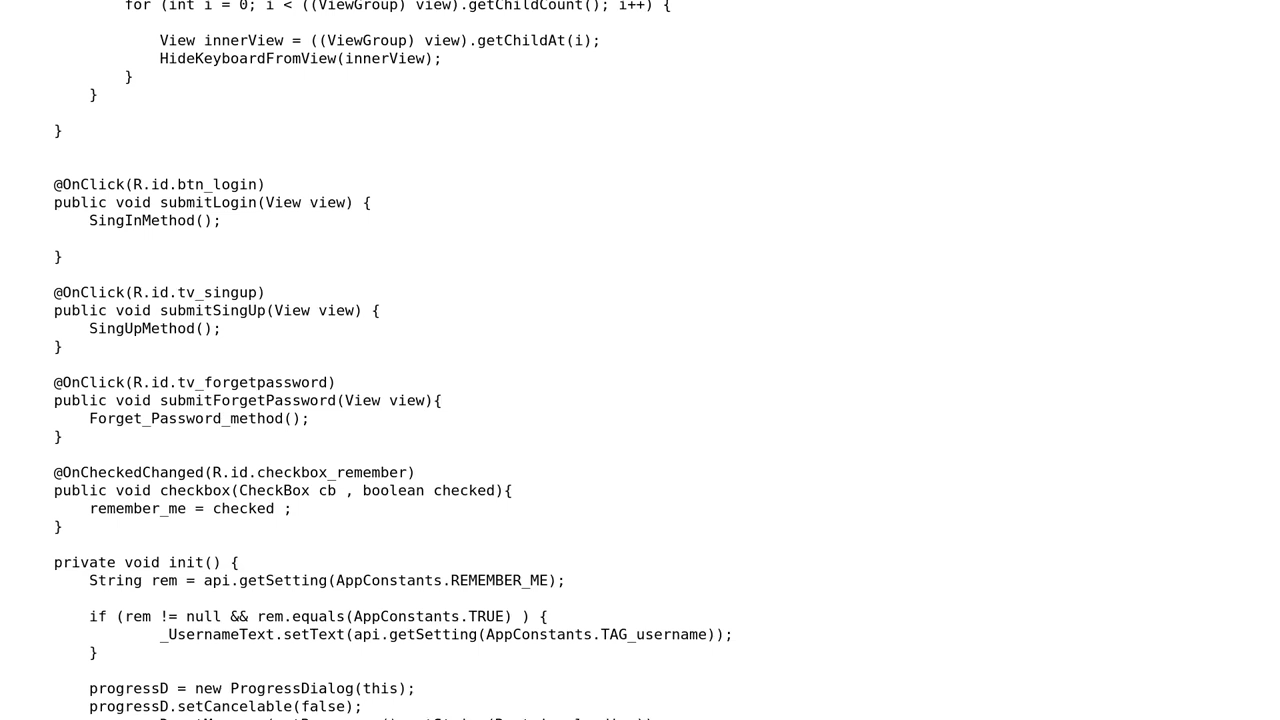 for (int i = 0; i < ((ViewGroup) view).getChildCount(); i++) {
View innerView = ((ViewGroup) view).getChildAt(i);
HideKeyboardFromView(innerView);
}
}
}
@OnClick(R.id.btn_login)
public void submitLogin(View view) {
SingInMethod();
}
@OnClick(R.id.tv_singup)
public void submitSingUp(View view) {
SingUpMethod();
}
@OnClick(R.id.tv_forgetpassword)
public void submitForgetPassword(View view){
Forget_Password_method();
}
@OnCheckedChanged(R.id.checkbox_remember)
public void checkbox(CheckBox cb , boolean checked){
remember_me = checked ;
}
private void init() {
String rem = api.getSetting(AppConstants.REMEMBER_ME);
if (rem != null && rem.equals(AppConstants.TRUE) ) {
_UsernameText.setText(api.getSetting(AppConstants.TAG_username));
}
progressD = new ProgressDialog(this);
progressD.setCancelable(false);